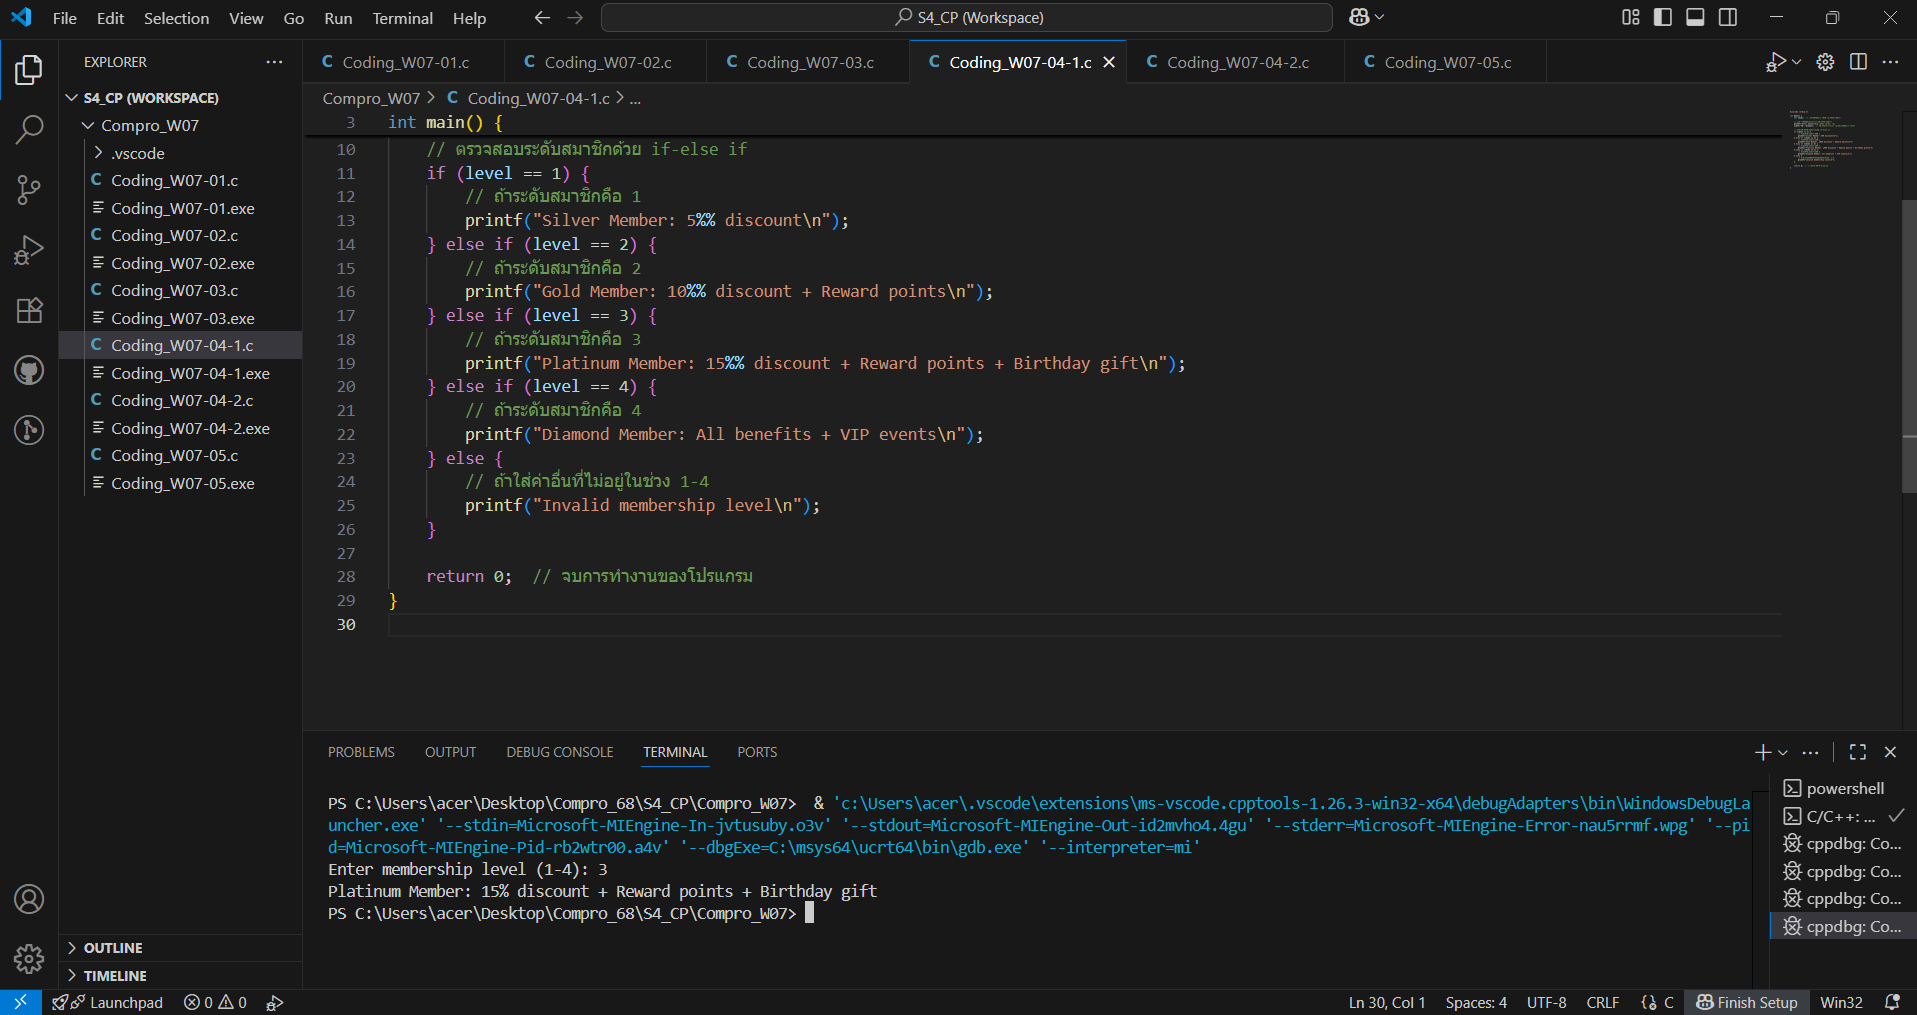 File Edit Selection View Go Run Terminal Help
S4_CP (Workspace)
EXPLORER
S4_CP (WORKSPACE)
Compro_W07
.vscode
Coding_W07-01.c
Coding_W07-01.exe
Coding_W07-02.c
Coding_W07-02.exe
Coding_W07-03.c
Coding_W07-03.exe
Coding_W07-04-1.c
Coding_W07-04-1.exe
Coding_W07-04-2.c
Coding_W07-04-2.exe
Coding_W07-05.c
Coding_W07-05.exe
OUTLINE
TIMELINE
C Coding_W07-01.c C Coding_W07-02.c C Coding_W07-03.c C Coding_W07-04-1.c C Coding_W07-04-2.c C Coding_W07-05.c
Compro_W07 > C Coding_W07-04-1.c > ...
3 int main() {
10 // ตรวจสอบระดับสมาชิกด้วย if-else if
11 if (level == 1) {
12 // ถ้าระดับสมาชิกคือ 1
13 printf("Silver Member: 5%% discount\n");
14 } else if (level == 2) {
15 // ถ้าระดับสมาชิกคือ 2
16 printf("Gold Member: 10%% discount + Reward points\n");
17 } else if (level == 3) {
18 // ถ้าระดับสมาชิกคือ 3
19 printf("Platinum Member: 15%% discount + Reward points + Birthday gift\n");
20 } else if (level == 4) {
21 // ถ้าระดับสมาชิกคือ 4
22 printf("Diamond Member: All benefits + VIP events\n");
23 } else {
24 // ถ้าใส่ค่าอื่นที่ไม่อยู่ในช่วง 1-4
25 printf("Invalid membership level\n");
26 }
27
28 return 0; // จบการทำงานของโปรแกรม
29 }
30
PROBLEMS OUTPUT DEBUG CONSOLE TERMINAL PORTS
PS C:\Users\acer\Desktop\Compro_68\S4_CP\Compro_W07> & 'c:\Users\acer\.vscode\extensions\ms-vscode.cpptools-1.26.3-win32-x64\debugAdapters\bin\WindowsDebugLa
uncher.exe' '--stdin=Microsoft-MIEngine-In-jvtusuby.o3v' '--stdout=Microsoft-MIEngine-Out-id2mvho4.4gu' '--stderr=Microsoft-MIEngine-Error-nau5rrmf.wpg' '--pi
d=Microsoft-MIEngine-Pid-rb2wtr00.a4v' '--dbgExe=C:\msys64\ucrt64\bin\gdb.exe' '--interpreter=mi'
Enter membership level (1-4): 3
Platinum Member: 15% discount + Reward points + Birthday gift
PS C:\Users\acer\Desktop\Compro_68\S4_CP\Compro_W07>
powershell
C/C++: ...
cppdbg: Co...
cppdbg: Co...
cppdbg: Co...
cppdbg: Co...
Launchpad 0 0
Ln 30, Col 1 Spaces: 4 UTF-8 CRLF {} C Finish Setup Win32